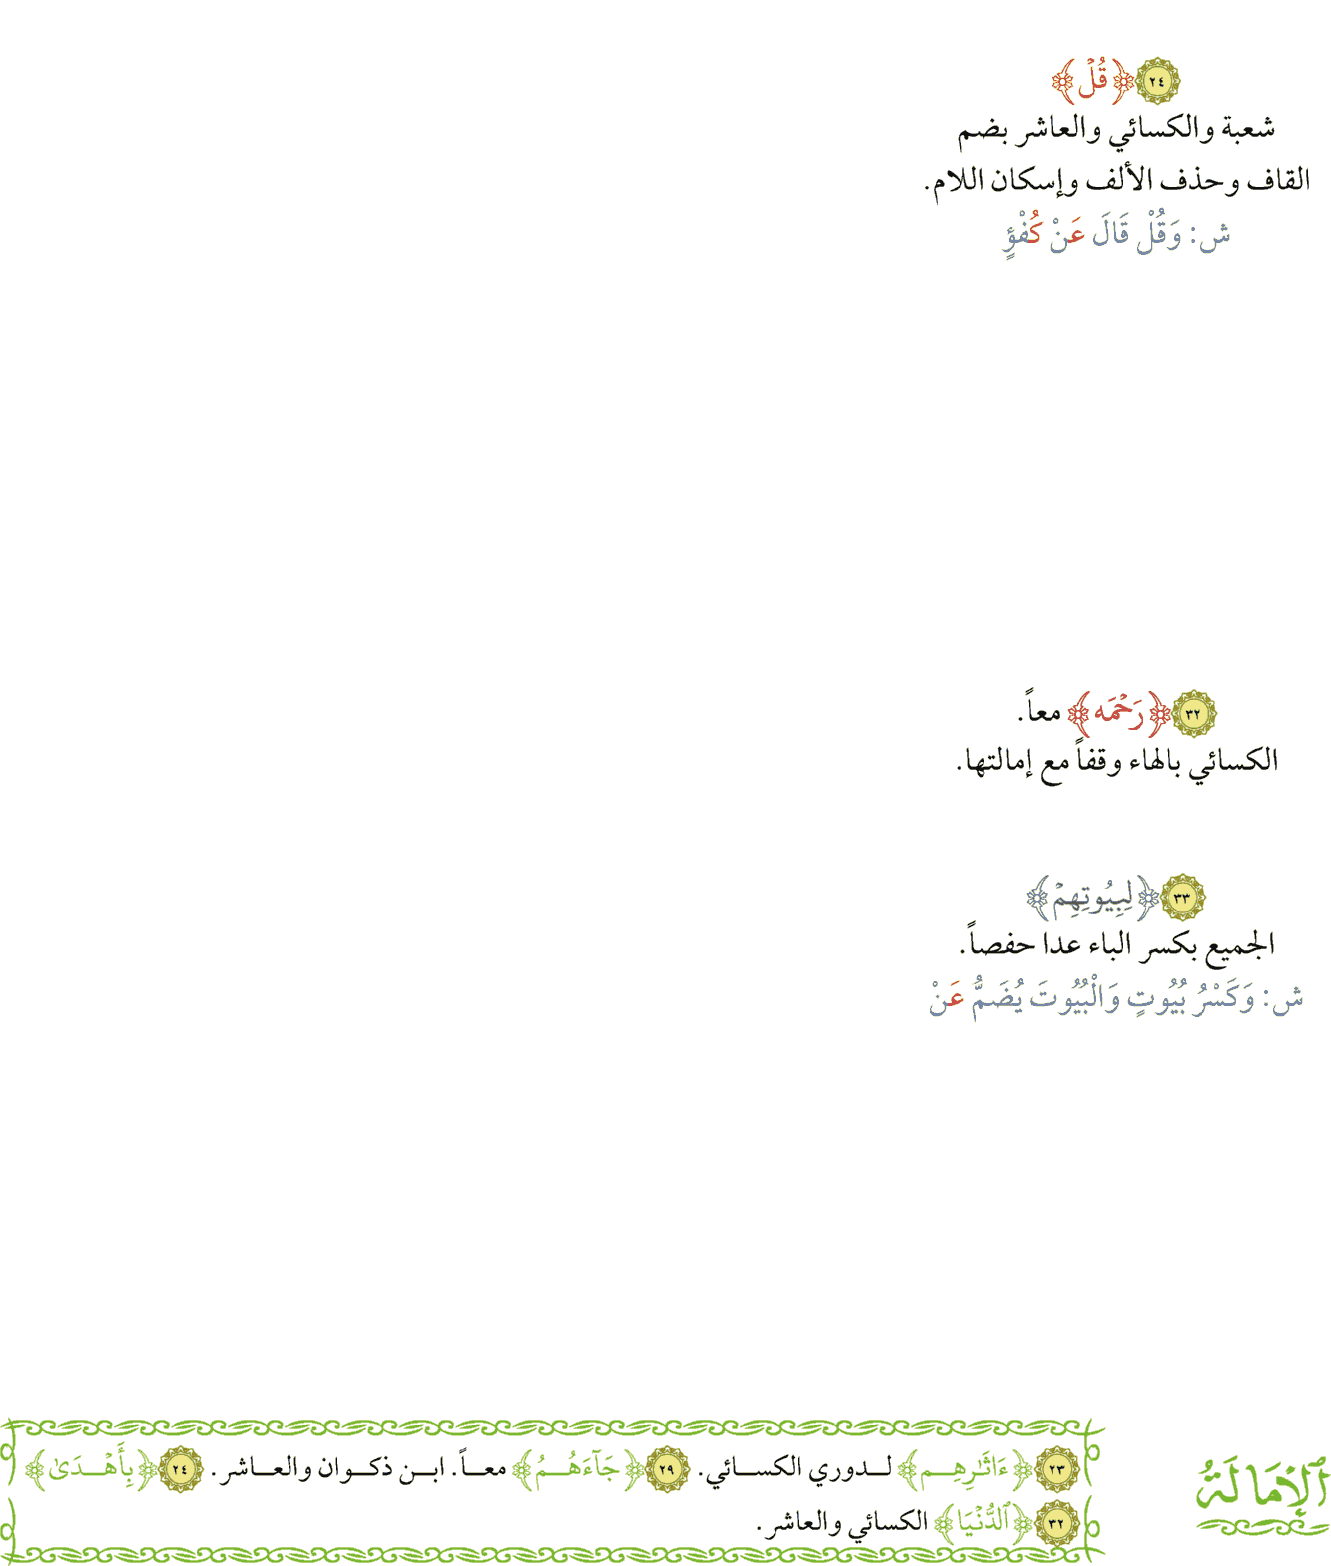 ٢٤ ﴿قُلْ﴾
شعبة والكسائي والعاشر بضم
القاف وحذف الألف وإسكان اللام.
ش: وَقُلْ قَالَ عَنْ كُفْؤٍ
٣٢ ﴿رَحْمَه﴾ معاً.
الكسائي بالهاء وقفاً مع إمالتها.
٣٣ ﴿لِبِيُوتِهِمْ﴾
الجميع بكسر الباء عدا حفصاً.
ش: وَكَسْرُ بُيُوتٍ وَالْبُيُوتَ يُضَمُّ عَنْ
ٱلْإِمَالَةُ
٢٣ ﴿ءَاثَٰرِهِم﴾ لدوري الكسائي. ٢٩ ﴿جَآءَهُمُ﴾ معاً. ابن ذكوان والعاشر. ٢٤ ﴿بِأَهْدَىٰ﴾
٣٢ ﴿ٱلدُّنْيَا﴾ الكسائي والعاشر.